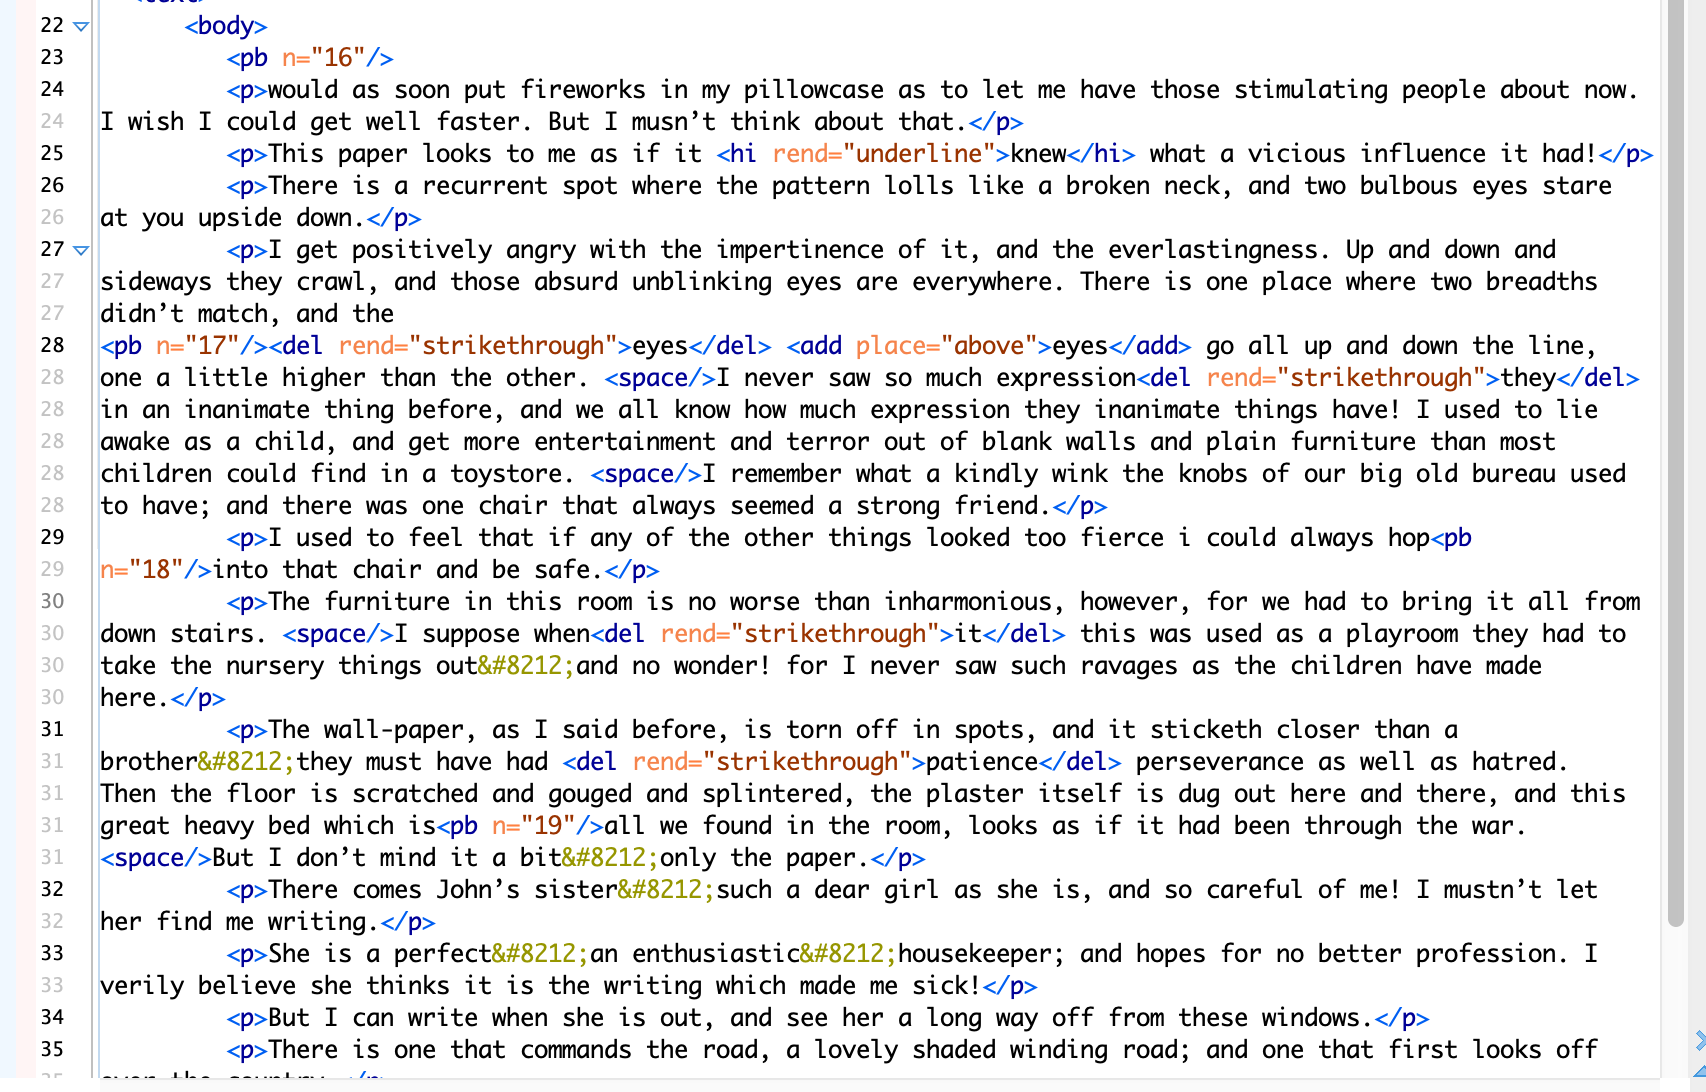 22 <body>
23 <pb n="16"/>
24 <p>would as soon put fireworks in my pillowcase as to let me have those stimulating people about now.
24 I wish I could get well faster. But I musn’t think about that.</p>
25 <p>This paper looks to me as if it <hi rend="underline">knew</hi> what a vicious influence it had!</p>
26 <p>There is a recurrent spot where the pattern lolls like a broken neck, and two bulbous eyes stare
26 at you upside down.</p>
27 <p>I get positively angry with the impertinence of it, and the everlastingness. Up and down and
27 sideways they crawl, and those absurd unblinking eyes are everywhere. There is one place where two breadths
27 didn’t match, and the
28 <pb n="17"/><del rend="strikethrough">eyes</del> <add place="above">eyes</add> go all up and down the line,
28 one a little higher than the other. <space/>I never saw so much expression<del rend="strikethrough">they</del>
28 in an inanimate thing before, and we all know how much expression they inanimate things have! I used to lie
28 awake as a child, and get more entertainment and terror out of blank walls and plain furniture than most
28 children could find in a toystore. <space/>I remember what a kindly wink the knobs of our big old bureau used
28 to have; and there was one chair that always seemed a strong friend.</p>
29 <p>I used to feel that if any of the other things looked too fierce i could always hop<pb
29 n="18"/>into that chair and be safe.</p>
30 <p>The furniture in this room is no worse than inharmonious, however, for we had to bring it all from
30 down stairs. <space/>I suppose when<del rend="strikethrough">it</del> this was used as a playroom they had to
30 take the nursery things out&#8212;and no wonder! for I never saw such ravages as the children have made
30 here.</p>
31 <p>The wall-paper, as I said before, is torn off in spots, and it sticketh closer than a
31 brother&#8212;they must have had <del rend="strikethrough">patience</del> perseverance as well as hatred.
31 Then the floor is scratched and gouged and splintered, the plaster itself is dug out here and there, and this
31 great heavy bed which is<pb n="19"/>all we found in the room, looks as if it had been through the war.
31 <space/>But I don’t mind it a bit&#8212;only the paper.</p>
32 <p>There comes John’s sister&#8212;such a dear girl as she is, and so careful of me! I mustn’t let
32 her find me writing.</p>
33 <p>She is a perfect&#8212;an enthusiastic&#8212;housekeeper; and hopes for no better profession. I
33 verily believe she thinks it is the writing which made me sick!</p>
34 <p>But I can write when she is out, and see her a long way off from these windows.</p>
35 <p>There is one that commands the road, a lovely shaded winding road; and one that first looks off